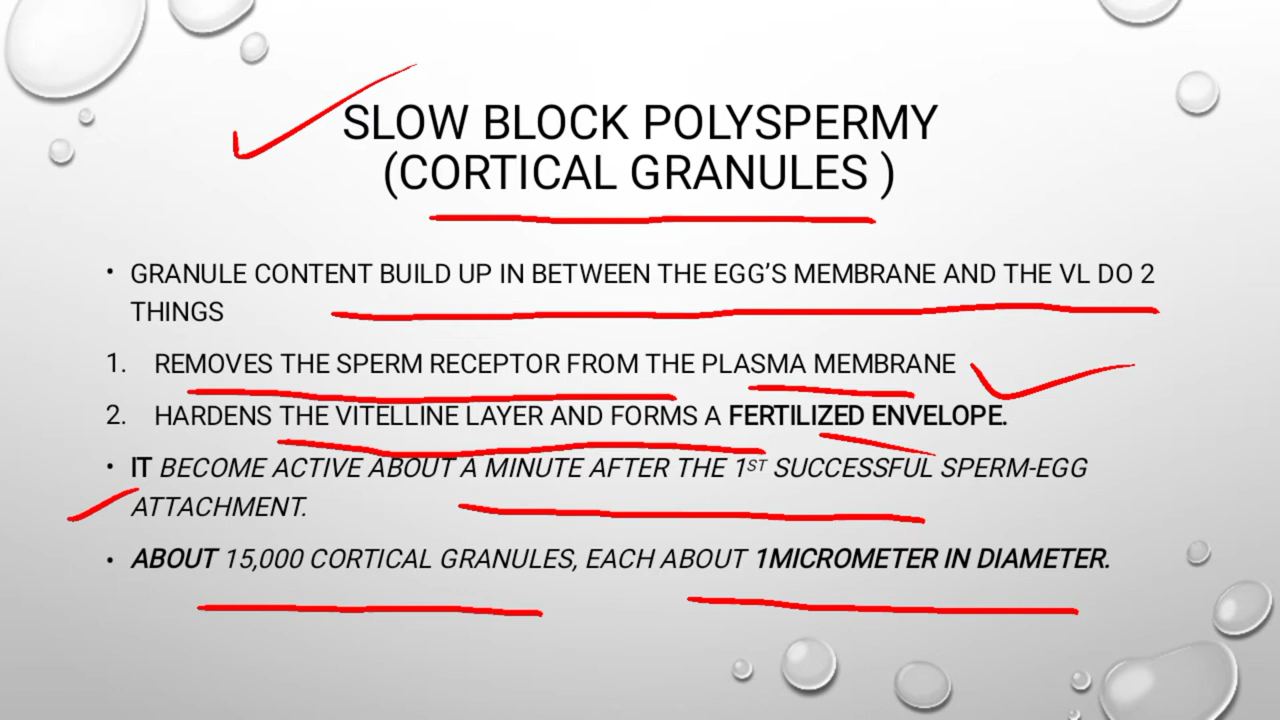 SLOW BLOCK POLYSPERMY
(CORTICAL GRANULES )
• GRANULE CONTENT BUILD UP IN BETWEEN THE EGG’S MEMBRANE AND THE VL DO 2
THINGS
1. REMOVES THE SPERM RECEPTOR FROM THE PLASMA MEMBRANE
2. HARDENS THE VITELLINE LAYER AND FORMS A FERTILIZED ENVELOPE.
• IT BECOME ACTIVE ABOUT A MINUTE AFTER THE 1ST SUCCESSFUL SPERM-EGG
ATTACHMENT.
• ABOUT 15,000 CORTICAL GRANULES, EACH ABOUT 1MICROMETER IN DIAMETER.